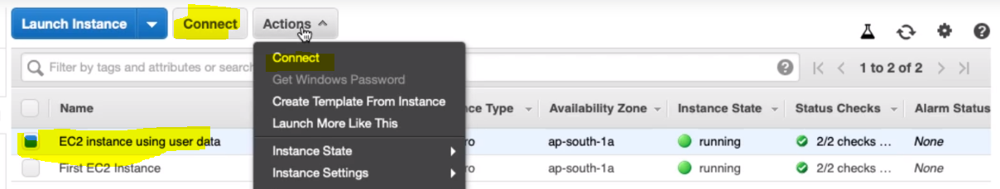 Launch Instance Connect Actions
Filter by tags and attributes or search 1 to 2 of 2
Connect
Get Windows Password
Create Template From Instance
Launch More Like This
Instance State
Instance Settings
Name ce Type Availability Zone Instance State Status Checks Alarm Status
EC2 instance using user data ro ap-south-1a running 2/2 checks ... None
First EC2 Instance ro ap-south-1a running 2/2 checks ... None